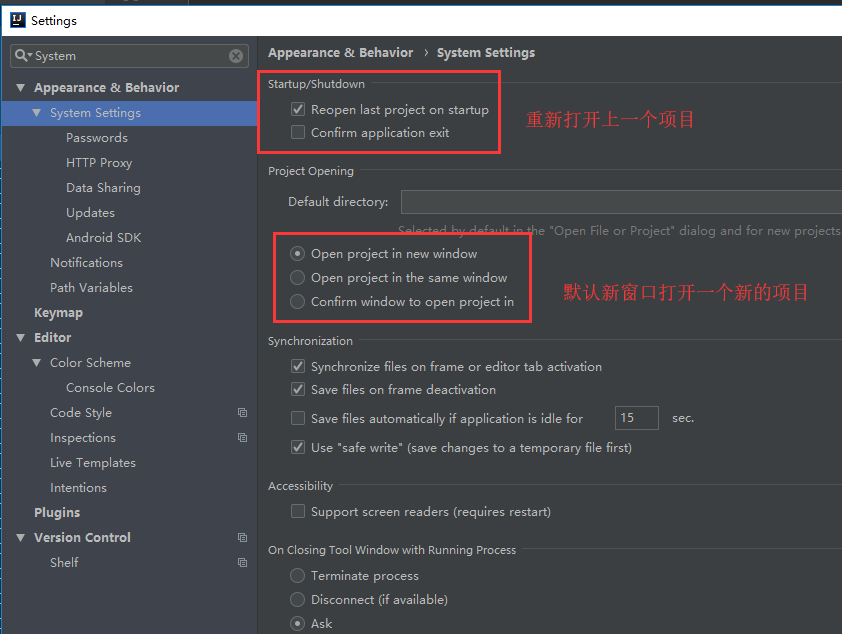 Settings
System
Appearance & Behavior
System Settings
Passwords
HTTP Proxy
Data Sharing
Updates
Android SDK
Notifications
Path Variables
Keymap
Editor
Color Scheme
Console Colors
Code Style
Inspections
Live Templates
Intentions
Plugins
Version Control
Shelf
Appearance & Behavior › System Settings
Startup/Shutdown
Reopen last project on startup
Confirm application exit
重新打开上一个项目
Project Opening
Default directory:
Selected by default in the "Open File or Project" dialog and for new projects
Open project in new window
Open project in the same window
Confirm window to open project in
默认新窗口打开一个新的项目
Synchronization
Synchronize files on frame or editor tab activation
Save files on frame deactivation
Save files automatically if application is idle for 15 sec.
Use "safe write" (save changes to a temporary file first)
Accessibility
Support screen readers (requires restart)
On Closing Tool Window with Running Process
Terminate process
Disconnect (if available)
Ask